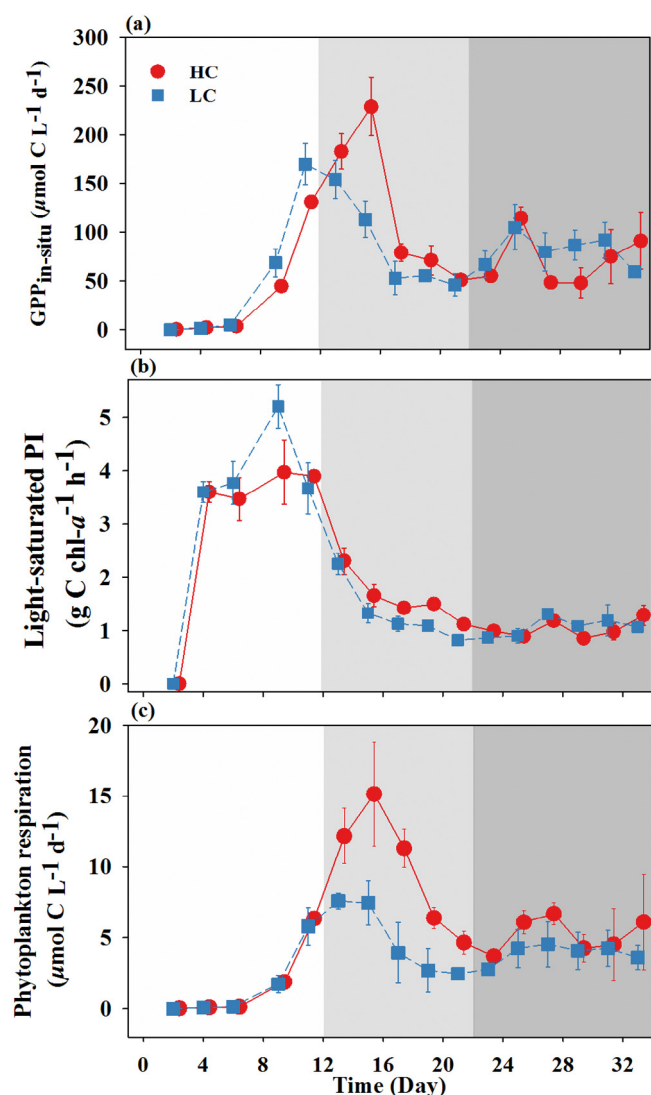 (a)
300
250
200
150
100
50
0
HC
LC
GPPin-situ (μmol C L-1 d-1)
(b)
5
4
3
2
1
0
Light-saturated PI
(g C chl-a-1 h-1)
(c)
20
15
10
5
0
Phytoplankton respiration
(μmol C L-1 d-1)
0 4 8 12 16 20 24 28 32
Time (Day)